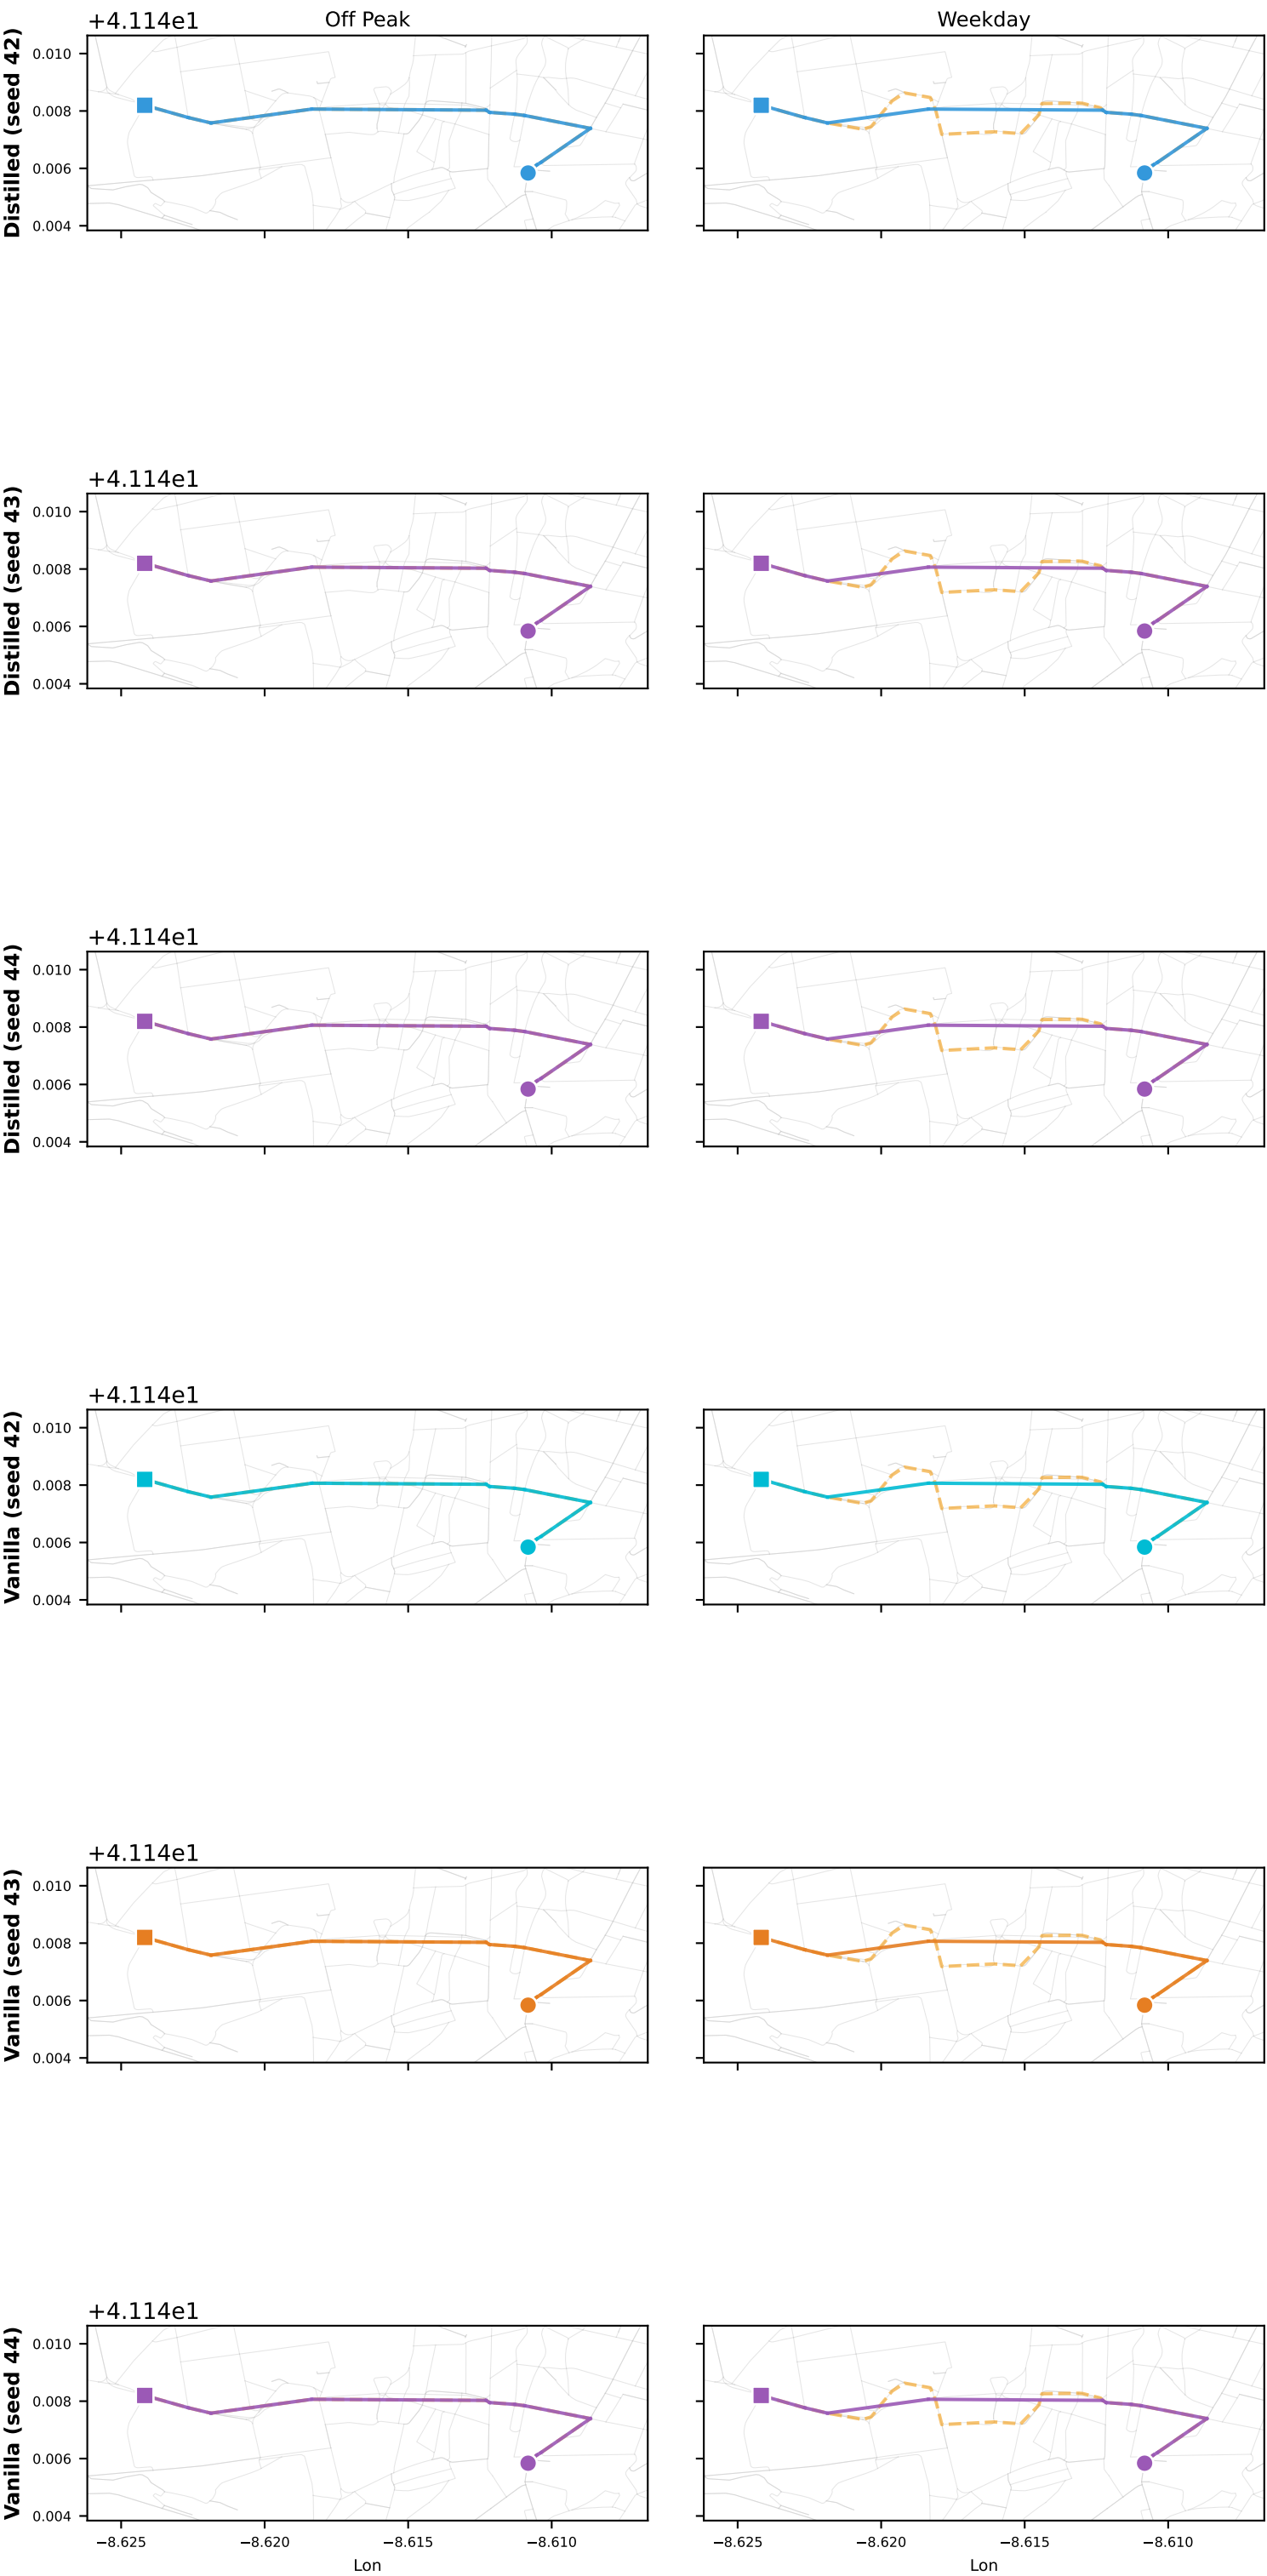 Off Peak
Weekday
+4.114e1
Distilled (seed 42)
0.010
0.008
0.006
0.004
+4.114e1
Distilled (seed 43)
0.010
0.008
0.006
0.004
+4.114e1
Distilled (seed 44)
0.010
0.008
0.006
0.004
+4.114e1
Vanilla (seed 42)
0.010
0.008
0.006
0.004
+4.114e1
Vanilla (seed 43)
0.010
0.008
0.006
0.004
+4.114e1
Vanilla (seed 44)
0.010
0.008
0.006
0.004
−8.625 −8.620 −8.615 −8.610
Lon
−8.625 −8.620 −8.615 −8.610
Lon